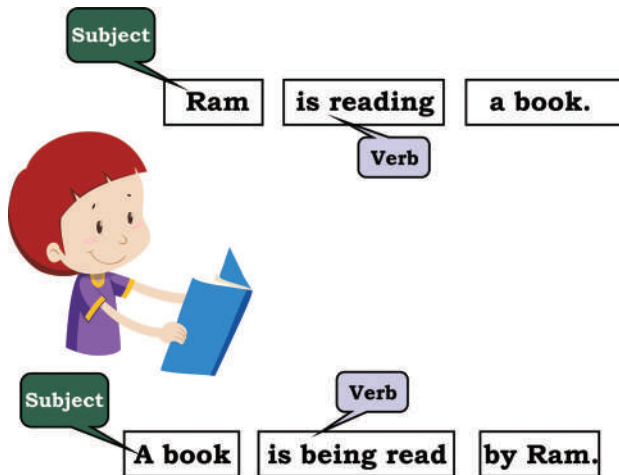 Subject
Ram is reading a book.
Verb
Verb
Subject
A book is being read by Ram.